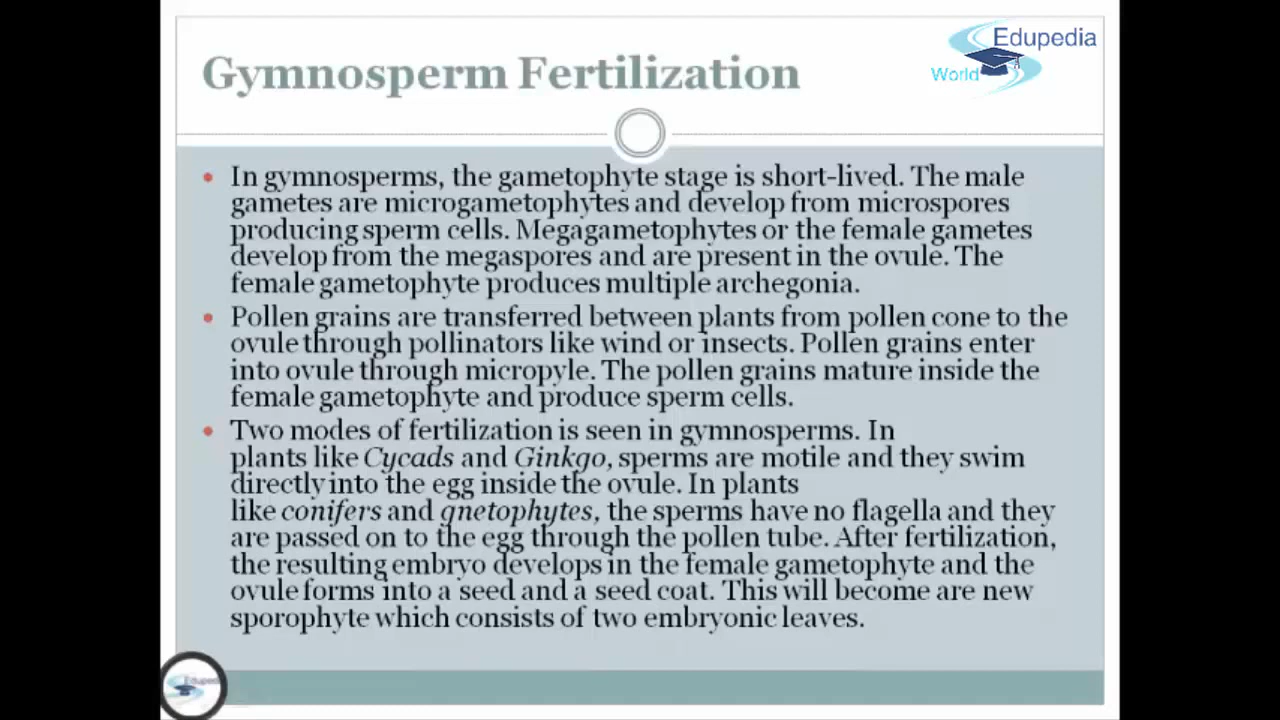 Edupedia
World
Gymnosperm Fertilization
• In gymnosperms, the gametophyte stage is short-lived. The male
gametes are microgametophytes and develop from microspores
producing sperm cells. Megagametophytes or the female gametes
develop from the megaspores and are present in the ovule. The
female gametophyte produces multiple archegonia.
• Pollen grains are transferred between plants from pollen cone to the
ovule through pollinators like wind or insects. Pollen grains enter
into ovule through micropyle. The pollen grains mature inside the
female gametophyte and produce sperm cells.
• Two modes of fertilization is seen in gymnosperms. In
plants like Cycads and Ginkgo, sperms are motile and they swim
directly into the egg inside the ovule. In plants
like conifers and gnetophytes, the sperms have no flagella and they
are passed on to the egg through the pollen tube. After fertilization,
the resulting embryo develops in the female gametophyte and the
ovule forms into a seed and a seed coat. This will become are new
sporophyte which consists of two embryonic leaves.
Edupedia